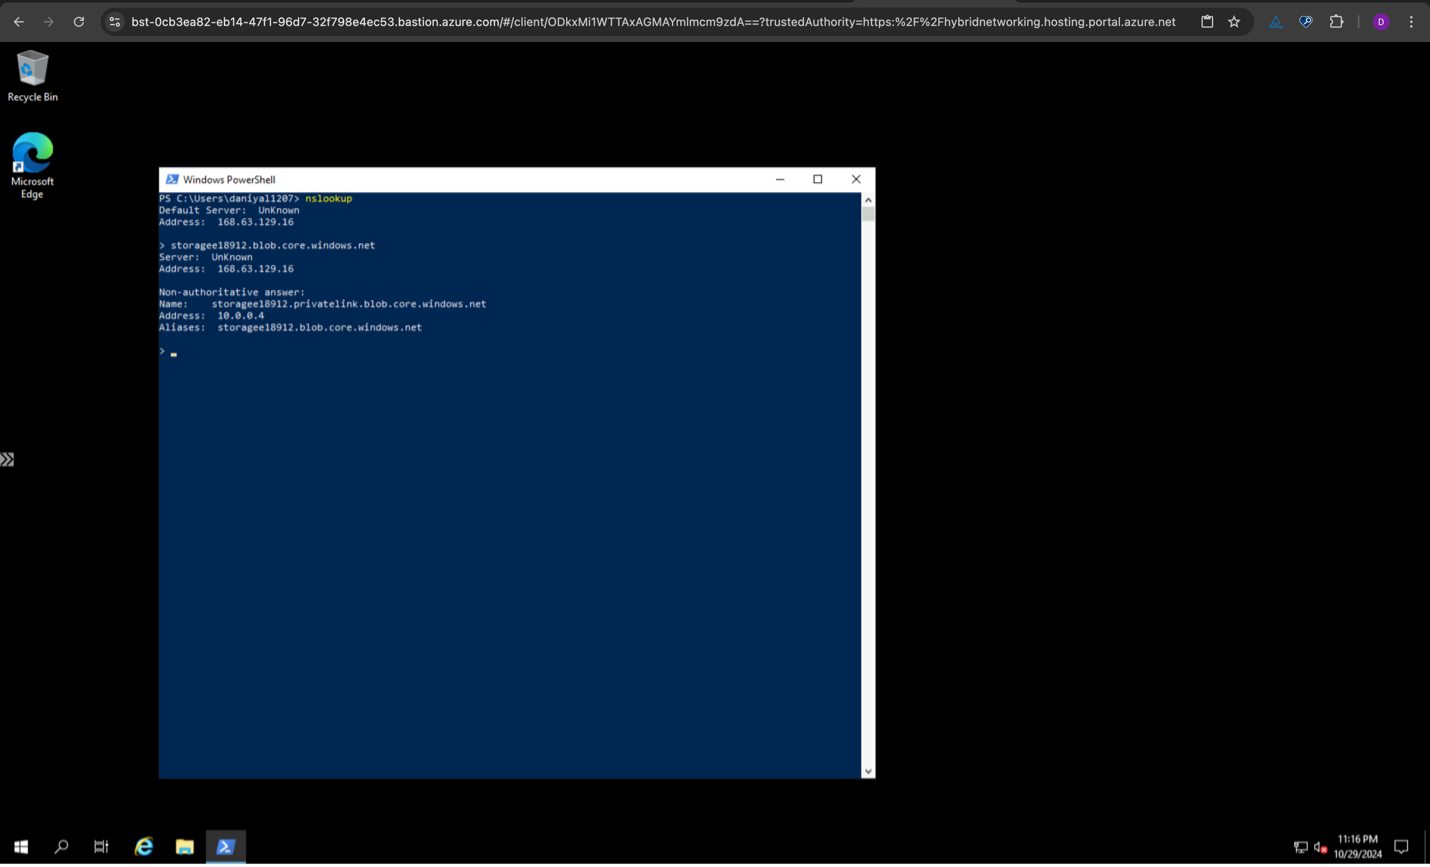 bst-0cb3ea82-eb14-47f1-96d7-32f798e4ec53.bastion.azure.com/#/client/ODkxMi1WTTAxAGMAYmlmcm9zdA==?trustedAuthority=https:%2F%2Fhybridnetworking.hosting.portal.azure.net
D
Recycle Bin
Microsoft
Edge
Windows PowerShell
PS C:\Users\daniyal1207> nslookup
Default Server:  UnKnown
Address:  168.63.129.16
> storagee18912.blob.core.windows.net
Server:  UnKnown
Address:  168.63.129.16
Non-authoritative answer:
Name:    storagee18912.privatelink.blob.core.windows.net
Address:  10.0.0.4
Aliases:  storagee18912.blob.core.windows.net
>
11:16 PM
10/29/2024